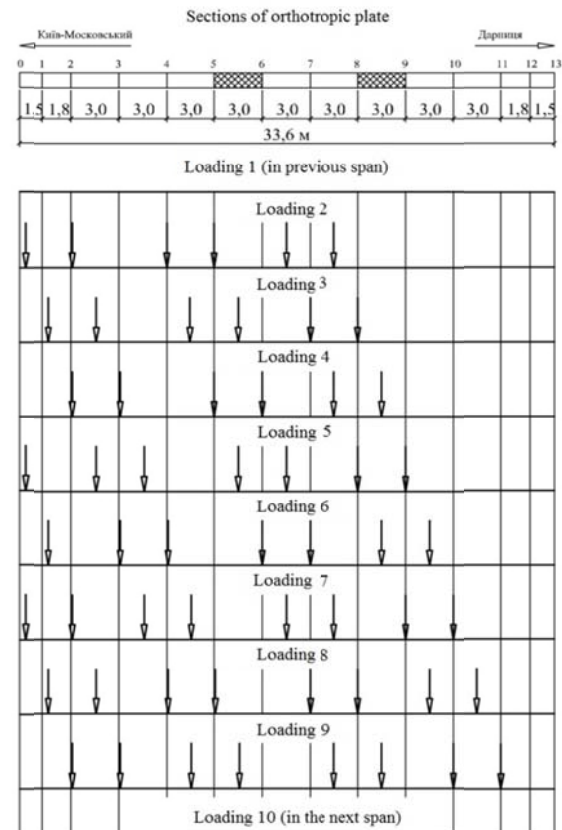 Sections of orthotropic plate
Київ-Московський Дарниця
0 1 2 3 4 5 6 7 8 9 10 11 12 13
1.5 1,8 3,0 3,0 3,0 3,0 3,0 3,0 3,0 3,0 3,0 1,8 1,5
33,6 м
Loading 1 (in previous span)
Loading 2
Loading 3
Loading 4
Loading 5
Loading 6
Loading 7
Loading 8
Loading 9
Loading 10 (in the next span)